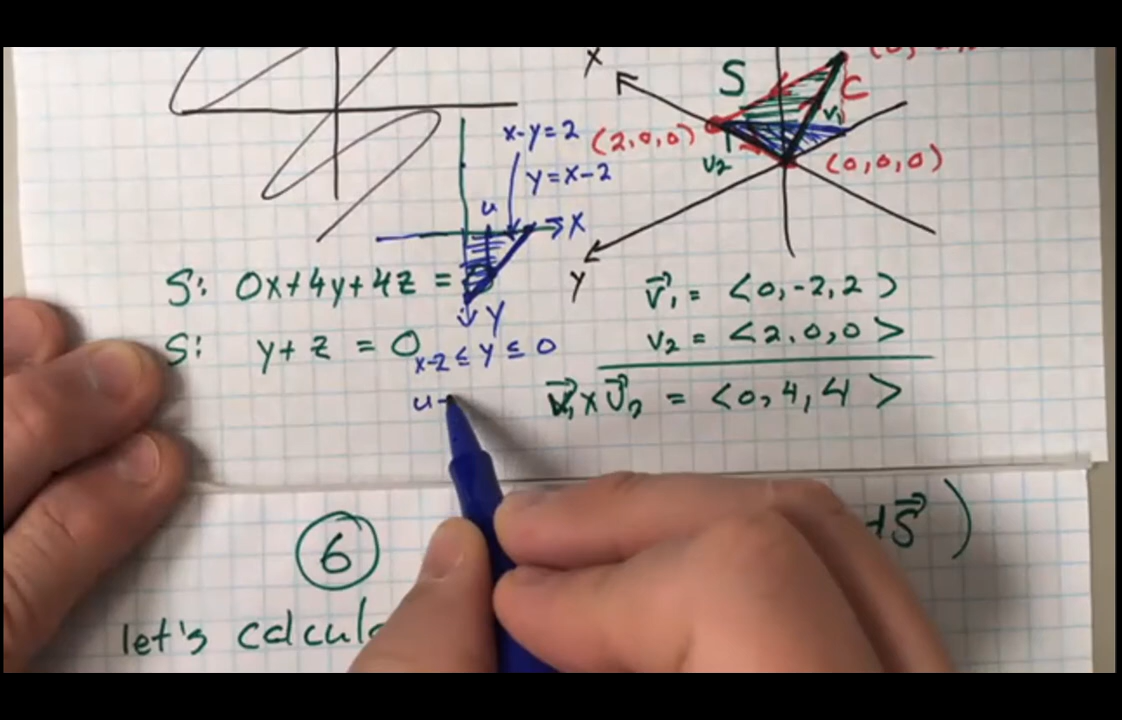 X
S
C
x-y=2
(2,0,0)
V₁
y=x-2
V₂
(0,0,0)
u
X
Y
S: 0x+4y+4z =
Y
S: y+z = 0
x-2 ≤ y ≤ 0
u-
v⃗₁ = <0,-2,2>
v₂ = <2,0,0>
v⃗₁ x v⃗₂ = <0,4,4>
6
dS⃗ )
let's calcul